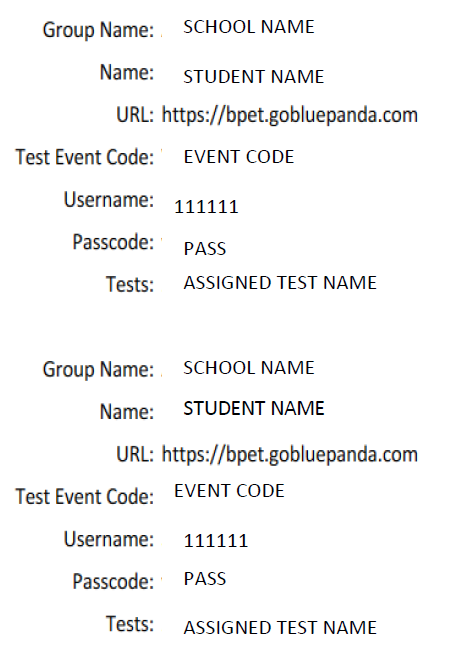 Group Name: SCHOOL NAME
Name: STUDENT NAME
URL: https://bpet.gobluepanda.com
Test Event Code: EVENT CODE
Username: 111111
Passcode: PASS
Tests: ASSIGNED TEST NAME
Group Name: SCHOOL NAME
Name: STUDENT NAME
URL: https://bpet.gobluepanda.com
Test Event Code: EVENT CODE
Username: 111111
Passcode: PASS
Tests: ASSIGNED TEST NAME